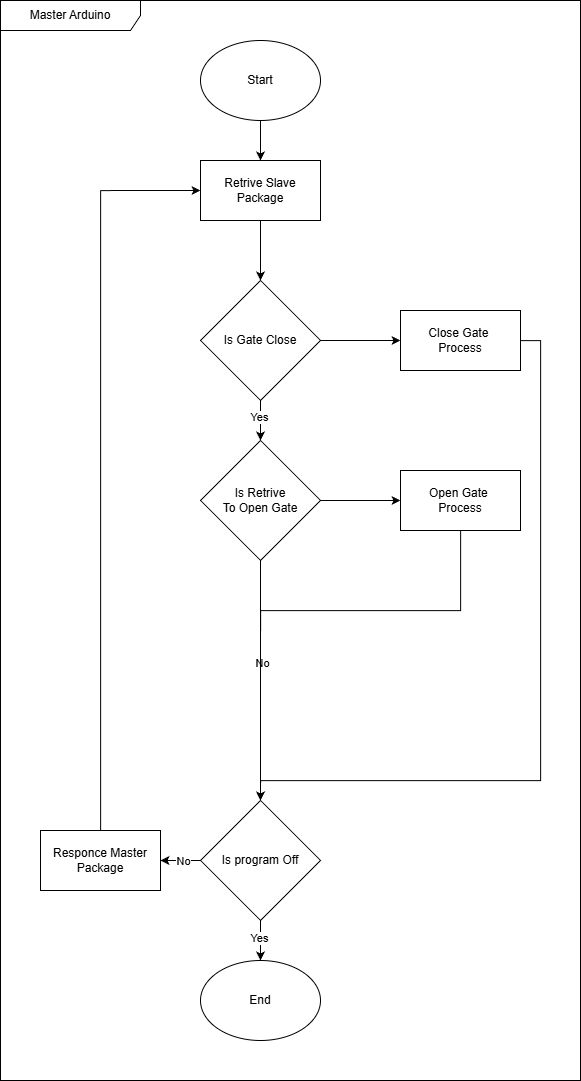 Master Arduino
Start
Retrive Slave
Package
Is Gate Close
Close Gate
Process
Yes
Is Retrive
To Open Gate
Open Gate
Process
No
Responce Master
Package
No
Is program Off
Yes
End